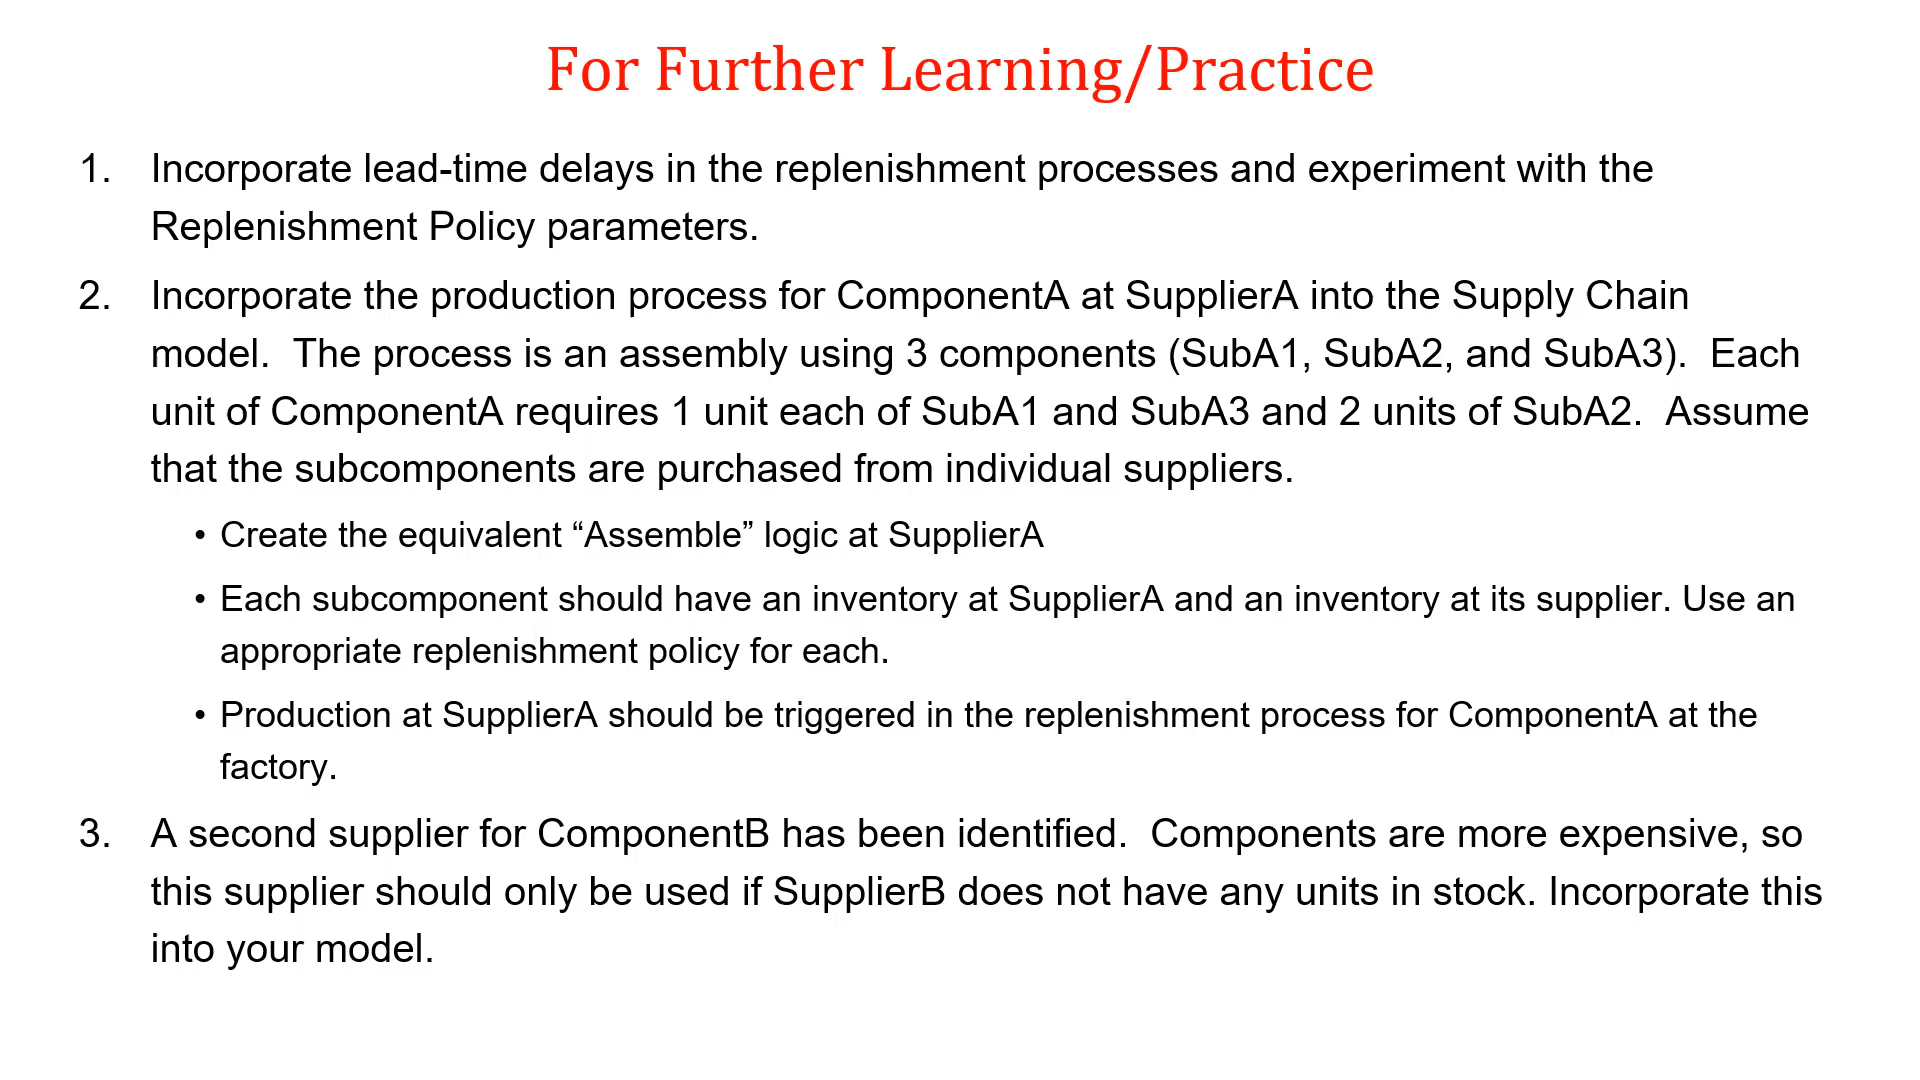 For Further Learning/Practice
1. Incorporate lead-time delays in the replenishment processes and experiment with the
Replenishment Policy parameters.
2. Incorporate the production process for ComponentA at SupplierA into the Supply Chain
model.  The process is an assembly using 3 components (SubA1, SubA2, and SubA3).  Each
unit of ComponentA requires 1 unit each of SubA1 and SubA3 and 2 units of SubA2.  Assume
that the subcomponents are purchased from individual suppliers.
• Create the equivalent “Assemble” logic at SupplierA
• Each subcomponent should have an inventory at SupplierA and an inventory at its supplier. Use an
appropriate replenishment policy for each.
• Production at SupplierA should be triggered in the replenishment process for ComponentA at the
factory.
3. A second supplier for ComponentB has been identified.  Components are more expensive, so
this supplier should only be used if SupplierB does not have any units in stock. Incorporate this
into your model.